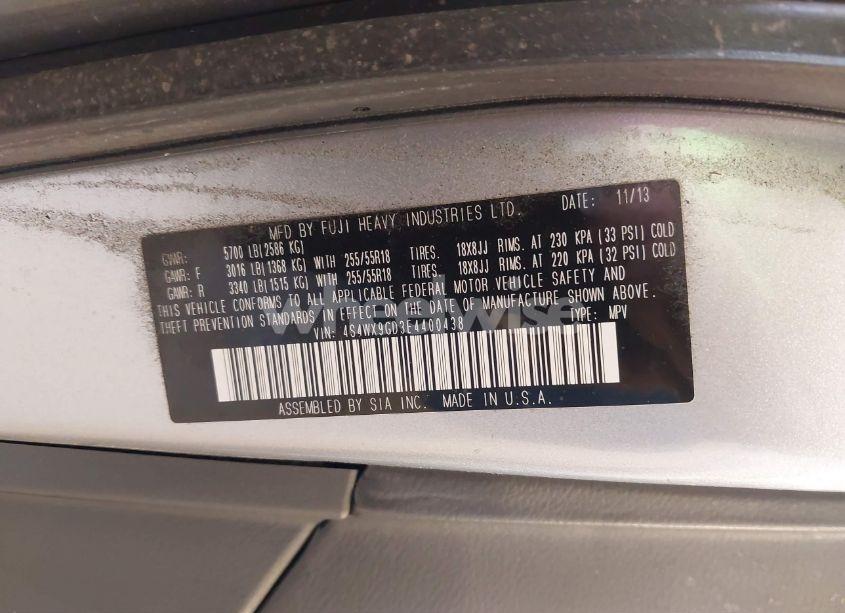 MFD BY FUJI HEAVY INDUSTRIES LTD. DATE: 11/13
GAWR: 5700 LB(2586 KG)
GAWR: F 3016 LB(1368 KG) WITH 255/55R18 TIRES. 18X8JJ RIMS. AT 230 KPA (33 PSI) COLD
GAWR: R 3340 LB(1515 KG) WITH 255/55R18 TIRES. 18X8JJ RIMS. AT 220 KPA (32 PSI) COLD
THIS VEHICLE CONFORMS TO ALL APPLICABLE FEDERAL MOTOR VEHICLE SAFETY AND
THEFT PREVENTION STANDARDS IN EFFECT ON THE DATE OF MANUFACTURE SHOWN ABOVE.
VIN: 4S4WX9GD3E4400438 TYPE: MPV
ASSEMBLED BY SIA INC. MADE IN U.S.A.
wheelwise